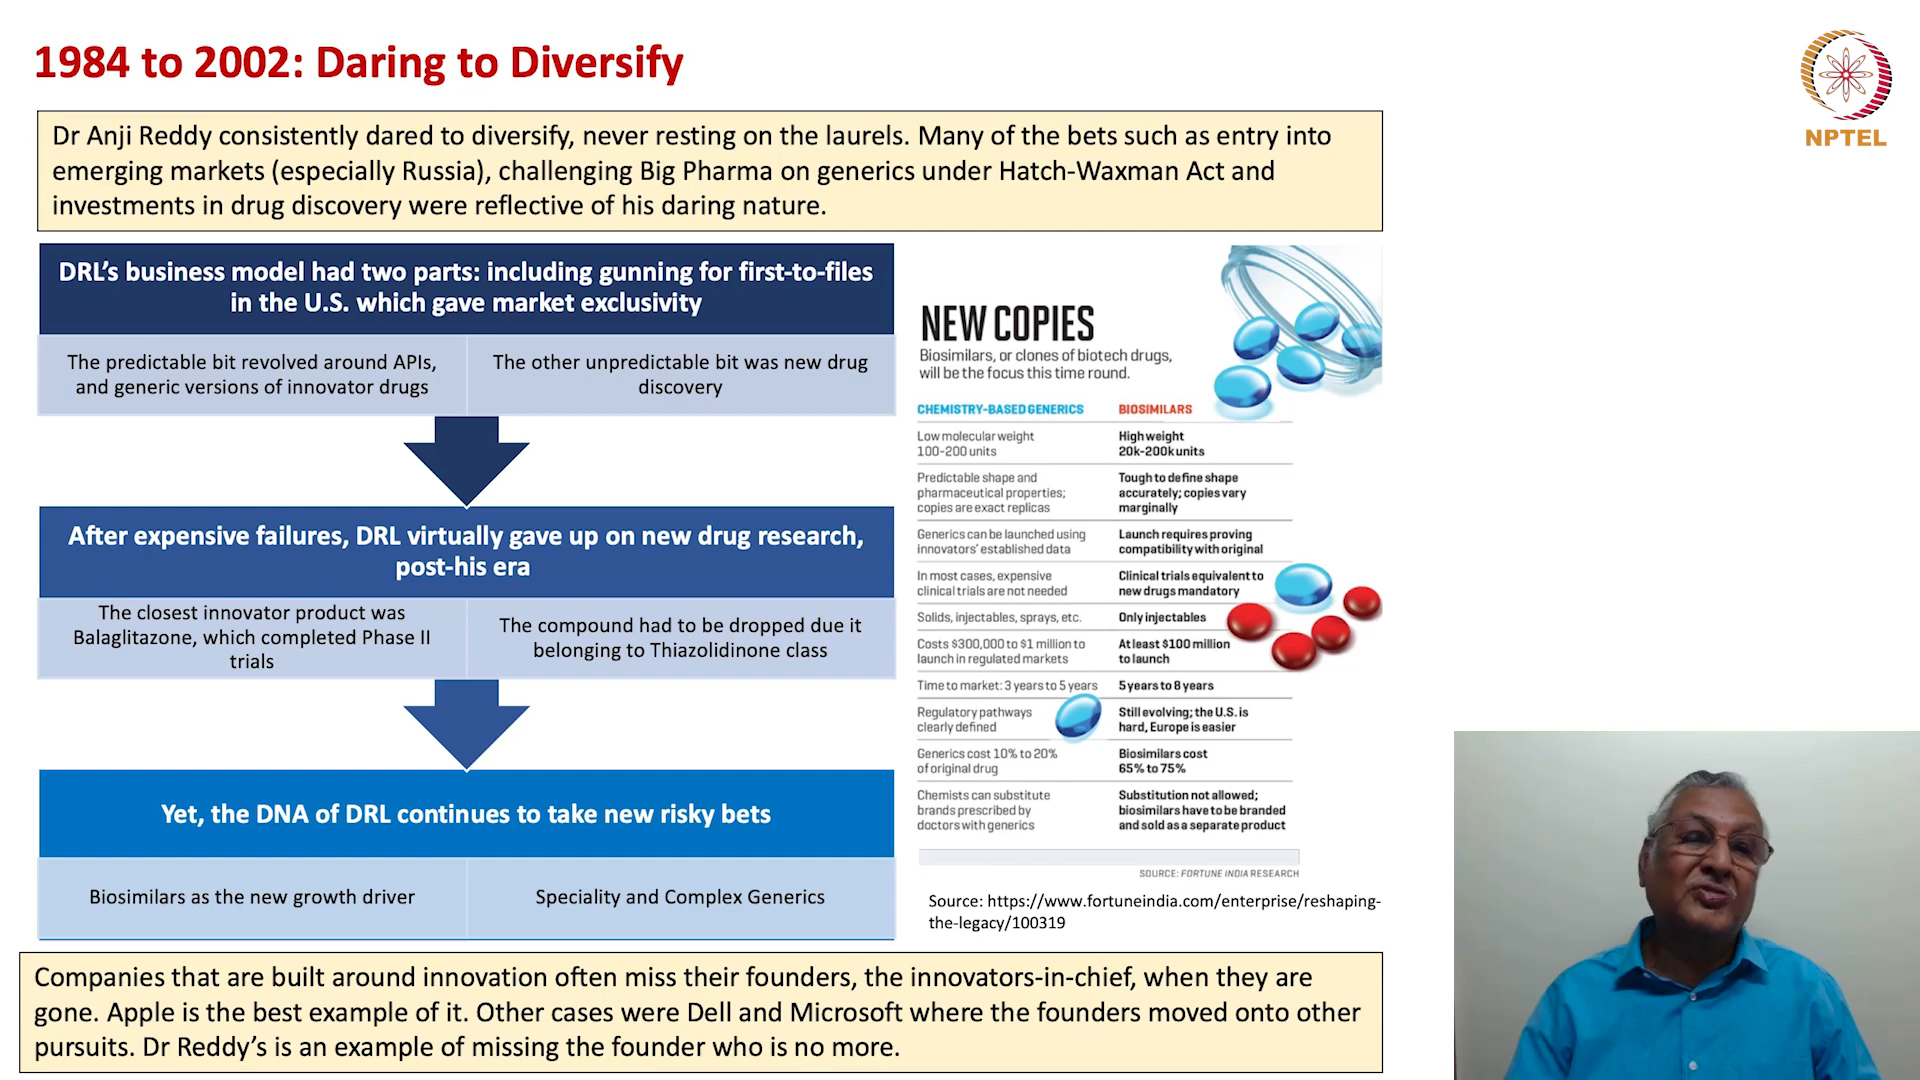 1984 to 2002: Daring to Diversify
NPTEL
Dr Anji Reddy consistently dared to diversify, never resting on the laurels. Many of the bets such as entry into
emerging markets (especially Russia), challenging Big Pharma on generics under Hatch-Waxman Act and
investments in drug discovery were reflective of his daring nature.
DRL’s business model had two parts: including gunning for first-to-files
in the U.S. which gave market exclusivity
The predictable bit revolved around APIs,
and generic versions of innovator drugs
The other unpredictable bit was new drug
discovery
After expensive failures, DRL virtually gave up on new drug research,
post-his era
The closest innovator product was
Balaglitazone, which completed Phase II
trials
The compound had to be dropped due it
belonging to Thiazolidinone class
Yet, the DNA of DRL continues to take new risky bets
Biosimilars as the new growth driver
Speciality and Complex Generics
NEW COPIES
Biosimilars, or clones of biotech drugs,
will be the focus this time round.
CHEMISTRY-BASED GENERICS
BIOSIMILARS
Low molecular weight
100-200 units
High weight
20k-200k units
Predictable shape and
pharmaceutical properties;
copies are exact replicas
Tough to define shape
accurately; copies vary
marginally
Generics can be launched using
innovators' established data
Launch requires proving
compatibility with original
In most cases, expensive
clinical trials are not needed
Clinical trials equivalent to
new drugs mandatory
Solids, injectables, sprays, etc.
Only injectables
Costs $300,000 to $1 million to
launch in regulated markets
At least $100 million
to launch
Time to market: 3 years to 5 years
5 years to 8 years
Regulatory pathways
clearly defined
Still evolving; the U.S. is
hard, Europe is easier
Generics cost 10% to 20%
of original drug
Biosimilars cost
65% to 75%
Chemists can substitute
brands prescribed by
doctors with generics
Substitution not allowed;
biosimilars have to be branded
and sold as a separate product
SOURCE: FORTUNE INDIA RESEARCH
Source: https://www.fortuneindia.com/enterprise/reshaping-
the-legacy/100319
Companies that are built around innovation often miss their founders, the innovators-in-chief, when they are
gone. Apple is the best example of it. Other cases were Dell and Microsoft where the founders moved onto other
pursuits. Dr Reddy’s is an example of missing the founder who is no more.